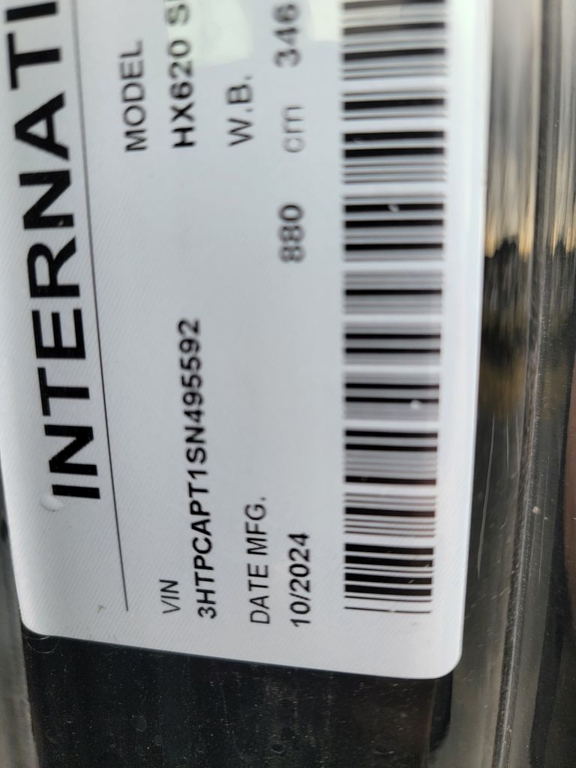 INTERNATI
VIN MODEL
3HTPCAPT1SN495592 HX620 S
DATE MFG. W.B.
10/2024 880 cm 346